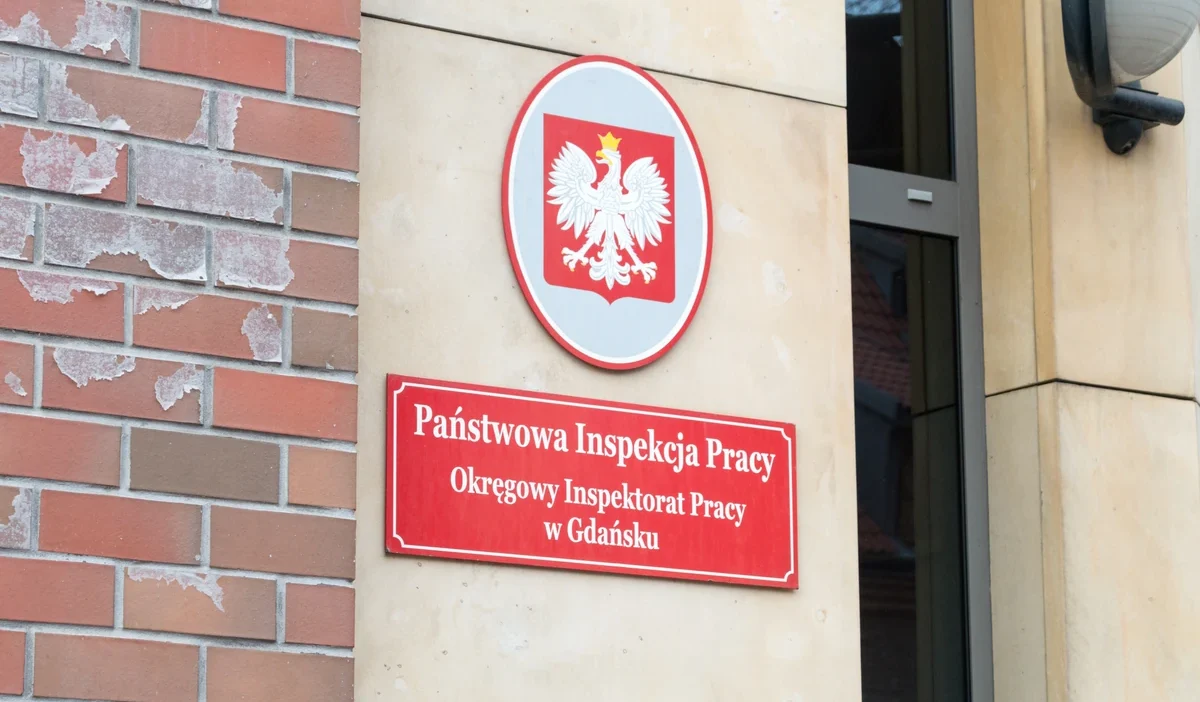 Państwowa Inspekcja Pracy
Okręgowy Inspektorat Pracy
w Gdańsku